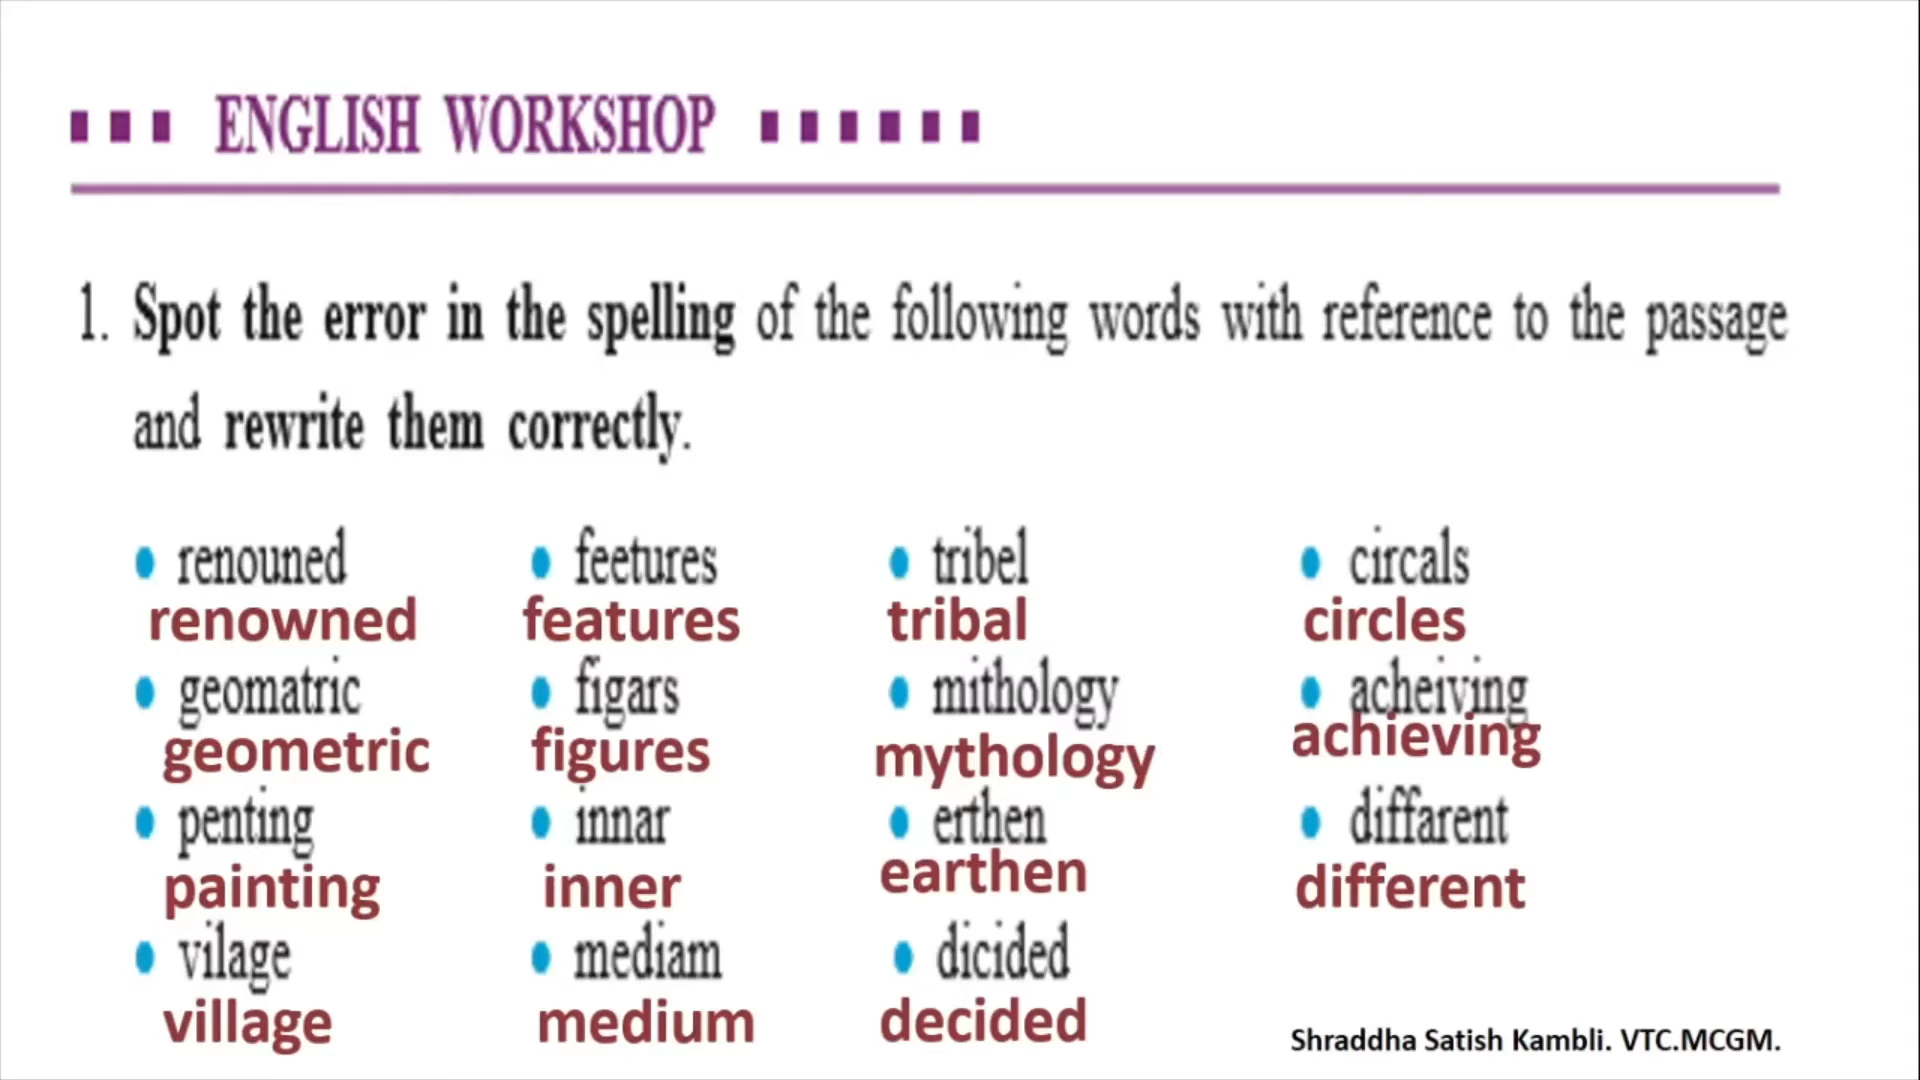 ENGLISH WORKSHOP
1. Spot the error in the spelling of the following words with reference to the passage
and rewrite them correctly.
• renouned • feetures • tribel • circals
renowned features tribal circles
• geomatric • figars • mithology • acheiving
geometric figures mythology achieving
• penting • innar • erthen • diffarent
painting inner earthen different
• vilage • mediam • dicided
village medium decided
Shraddha Satish Kambli. VTC.MCGM.